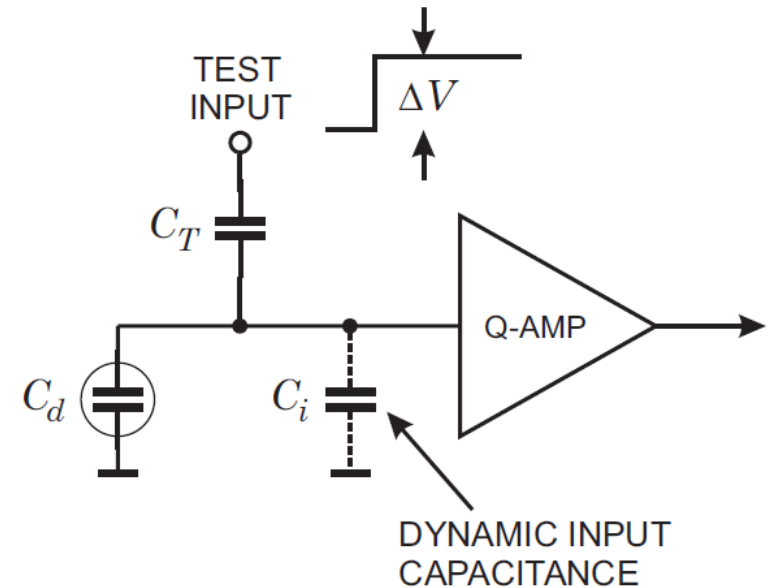 TEST
INPUT
ΔV
C_T
Q-AMP
C_d
C_i
DYNAMIC INPUT
CAPACITANCE